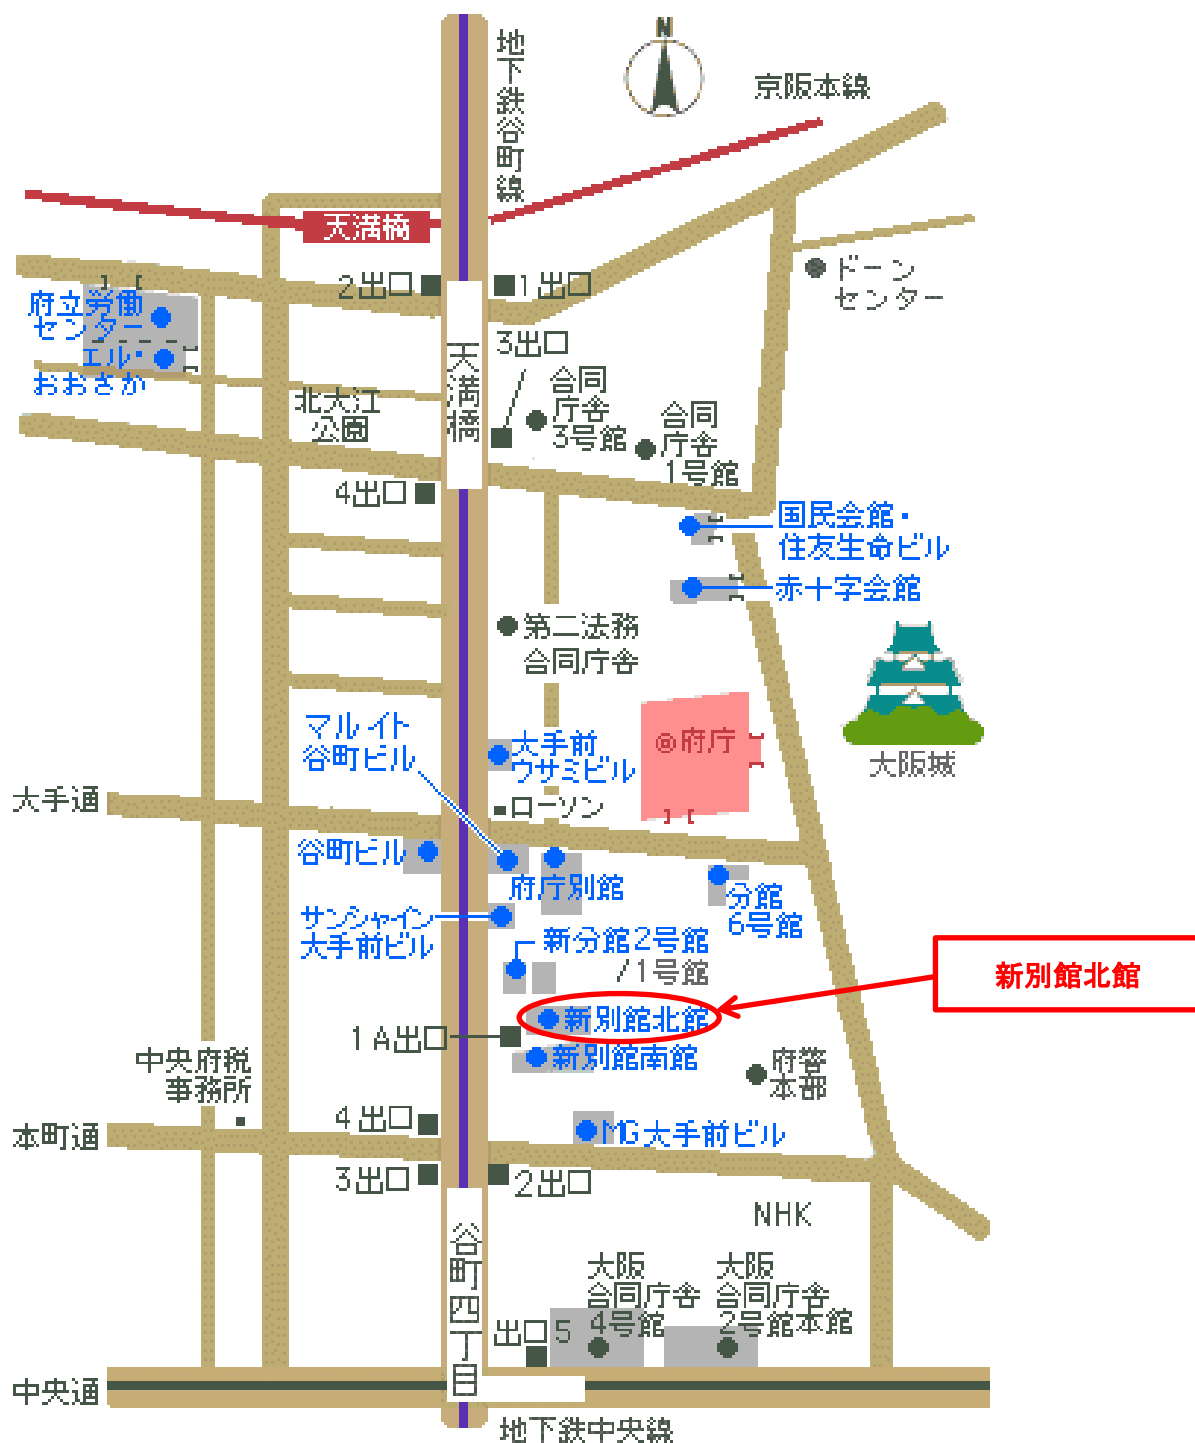 N
地下鉄谷町線
京阪本線
天満橋
ドーン
センター
2出口
1出口
府立労働
センター
エル・
おおさか
3出口
天満橋
北大江
公園
合同
庁舎
3号館
合同
庁舎
1号館
4出口
国民会館・
住友生命ビル
赤十字会館
第二法務
合同庁舎
マルイト
谷町ビル
大手前
ウサミビル
◎府庁
大阪城
大手通
ローソン
谷町ビル
府庁別館
分館
6号館
サンシャイン
大手前ビル
新分館2号館
/1号館
新別館北館
新別館北館
1A出口
新別館南館
中央府税
事務所
府警
本部
4出口
本町通
MG大手前ビル
3出口
2出口
NHK
谷町四丁目
大阪
合同庁舎
4号館
大阪
合同庁舎
2号館本館
出口5
中央通
地下鉄中央線